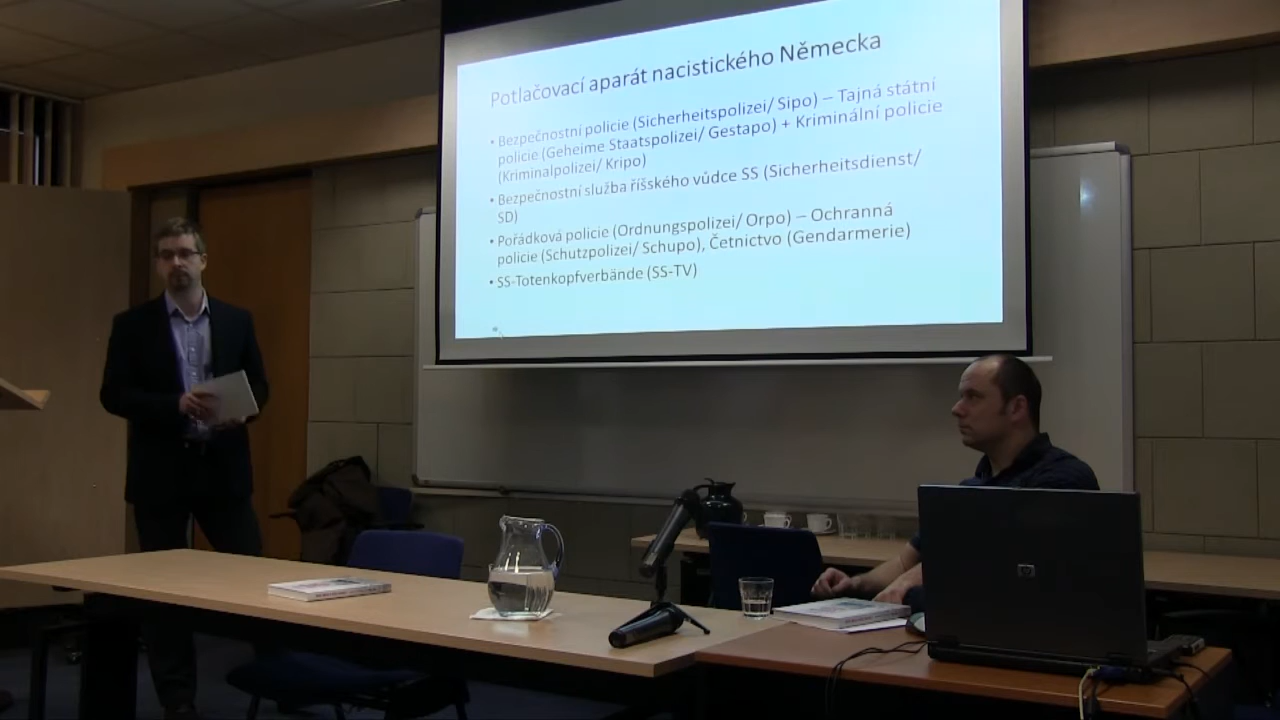 Potlačovací aparát nacistického Německa
• Bezpečnostní policie (Sicherheitspolizei/ Sipo) – Tajná státní
policie (Geheime Staatspolizei/ Gestapo) + Kriminální policie
(Kriminalpolizei/ Kripo)
• Bezpečnostní služba říšského vůdce SS (Sicherheitsdienst/
SD)
• Pořádková policie (Ordnungspolizei/ Orpo) – Ochranná
policie (Schutzpolizei/ Schupo), Četnictvo (Gendarmerie)
• SS-Totenkopfverbände (SS-TV)
hp